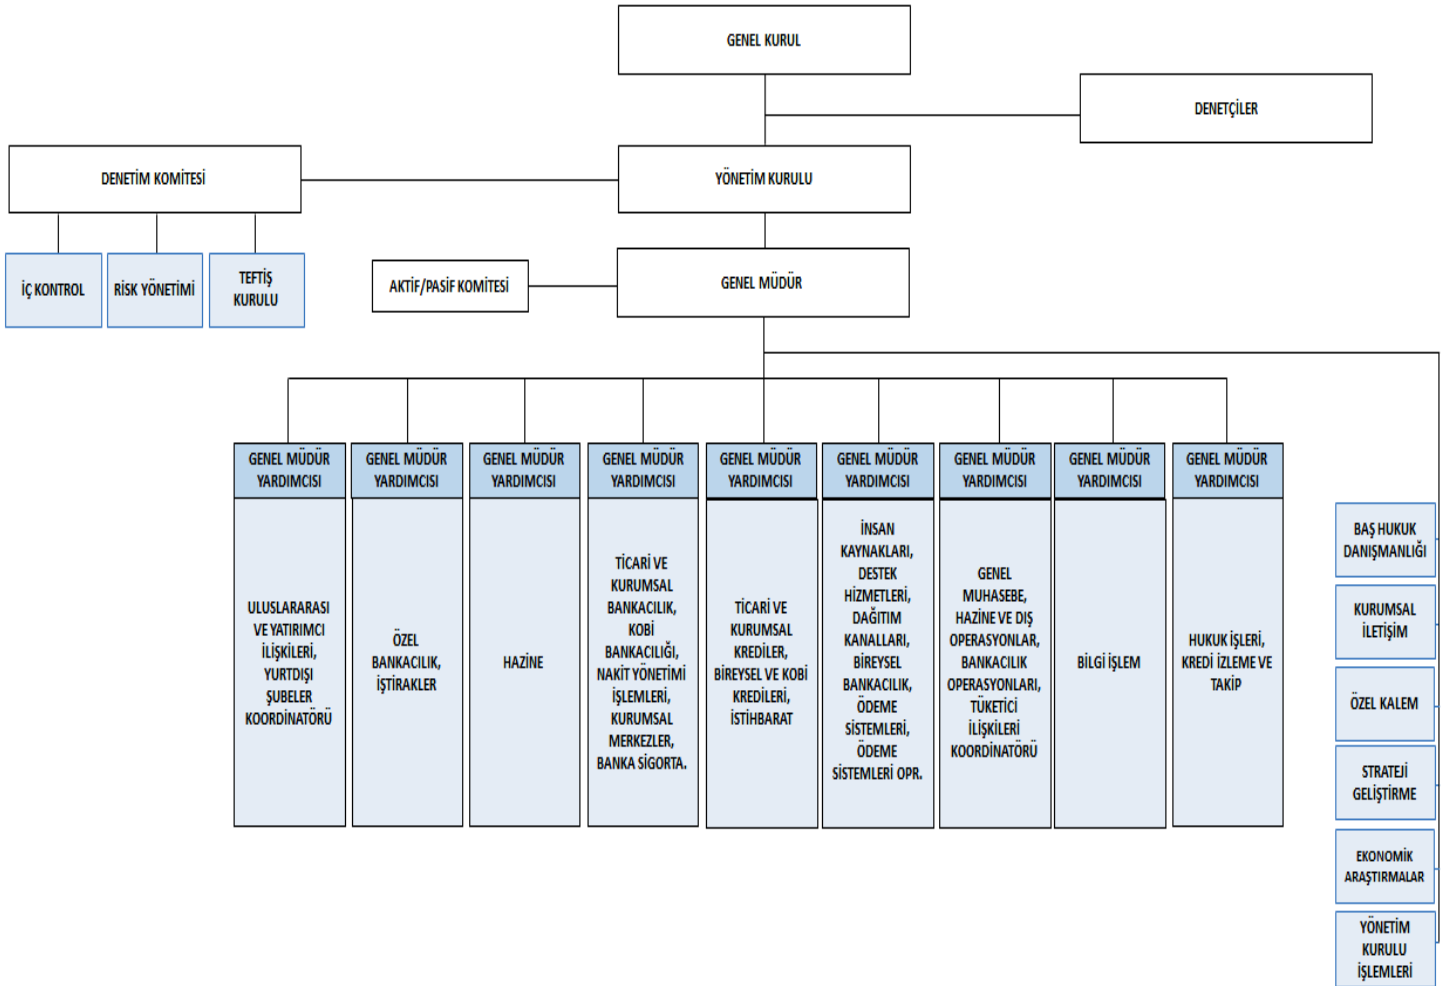 GENEL KURUL
DENETÇİLER
DENETİM KOMİTESİ
YÖNETİM KURULU
İÇ KONTROL
RİSK YÖNETİMİ
TEFTİŞ
KURULU
AKTİF/PASİF KOMİTESİ
GENEL MÜDÜR
GENEL MÜDÜR
YARDIMCISI
ULUSLARARASI
VE YATIRIMCI
İLİŞKİLERİ,
YURTDIŞI
ŞUBELER
KOORDİNATÖRÜ
GENEL MÜDÜR
YARDIMCISI
ÖZEL
BANKACILIK,
İŞTİRAKLER
GENEL MÜDÜR
YARDIMCISI
HAZİNE
GENEL MÜDÜR
YARDIMCISI
TİCARİ VE
KURUMSAL
BANKACILIK,
KOBİ
BANKACILIĞI,
NAKİT YÖNETİMİ
İŞLEMLERİ,
KURUMSAL
MERKEZLER,
BANKA SİGORTA.
GENEL MÜDÜR
YARDIMCISI
TİCARİ VE
KURUMSAL
KREDİLER,
BİREYSEL VE KOBİ
KREDİLERİ,
İSTİHBARAT
GENEL MÜDÜR
YARDIMCISI
İNSAN
KAYNAKLARI,
DESTEK
HİZMETLERİ,
DAĞITIM
KANALLARI,
BİREYSEL
BANKACILIK,
ÖDEME
SİSTEMLERİ,
ÖDEME
SİSTEMLERİ OPR.
GENEL MÜDÜR
YARDIMCISI
GENEL
MUHASEBE,
HAZİNE VE DIŞ
OPERASYONLAR,
BANKACILIK
OPERASYONLARI,
TÜKETİCİ
İLİŞKİLERİ
KOORDİNATÖRÜ
GENEL MÜDÜR
YARDIMCISI
BİLGİ İŞLEM
GENEL MÜDÜR
YARDIMCISI
HUKUK İŞLERİ,
KREDİ İZLEME VE
TAKİP
BAŞ HUKUK
DANIŞMANLIĞI
KURUMSAL
İLETİŞİM
ÖZEL KALEM
STRATEJİ
GELİŞTİRME
EKONOMİK
ARAŞTIRMALAR
YÖNETİM
KURULU
İŞLEMLERİ